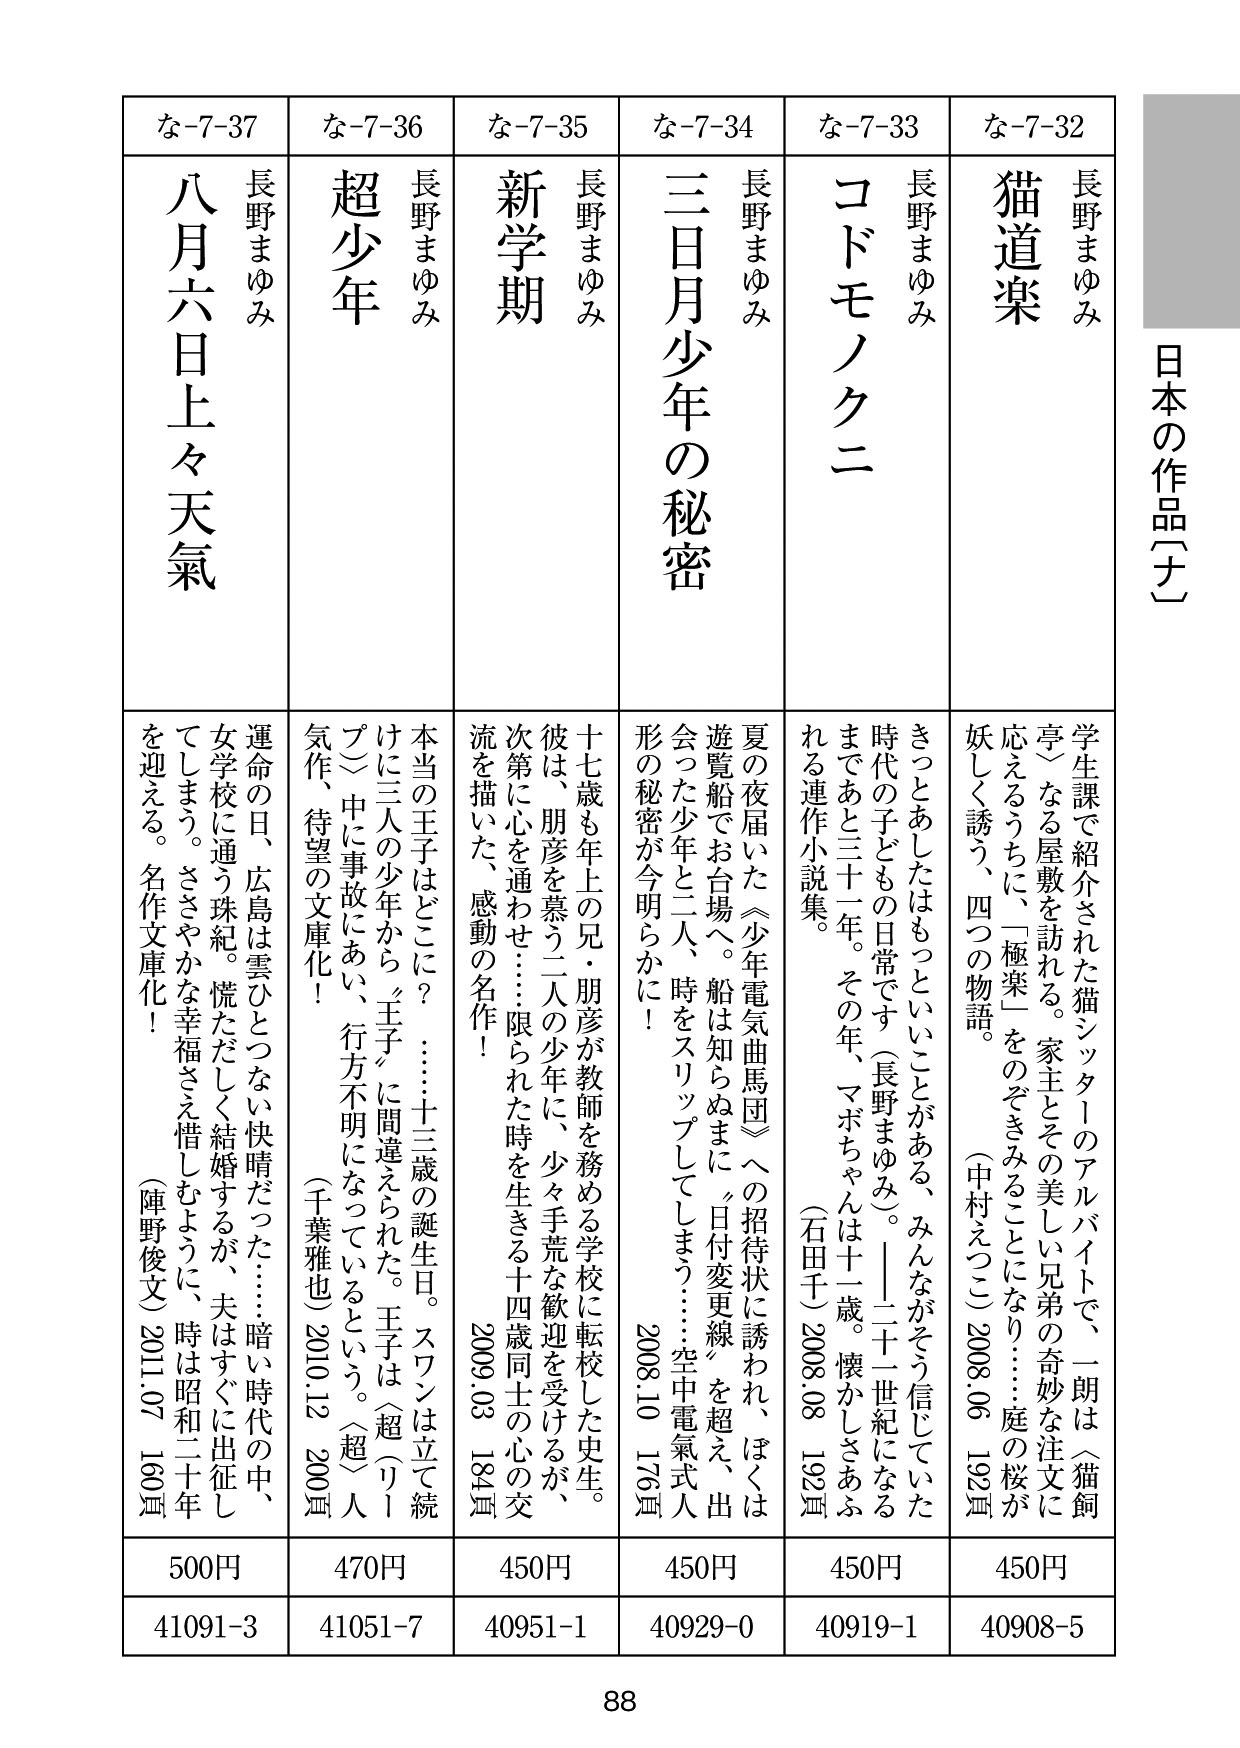 日本の作品〔ナ〕
な-7-32
長野まゆみ
猫道楽
学生課で紹介された猫シッターのアルバイトで、一朗は〈猫飼
亭〉なる屋敷を訪れる。家主とその美しい兄弟の奇妙な注文に
応えるうちに、「極楽」をのぞきみることになり……庭の桜が
妖しく誘う、四つの物語。　（中村えつこ）2008.06　192頁
450円
40908-5
な-7-33
長野まゆみ
コドモノクニ
きっとあしたはもっといいことがある、みんながそう信じていた
時代の子どもの日常です（長野まゆみ）。――二十一世紀になる
まであと三十一年。その年、マボちゃんは十一歳。懐かしさあふ
れる連作小説集。　（石田千）2008.08　192頁
450円
40919-1
な-7-34
長野まゆみ
三日月少年の秘密
夏の夜届いた《少年電気曲馬団》への招待状に誘われ、ぼくは
遊覧船でお台場へ。船は知らぬまに〝日付変更線〟を超え、出
会った少年と二人、時をスリップしてしまう……空中電氣式人
形の秘密が今明らかに！　2008.10　176頁
450円
40929-0
な-7-35
長野まゆみ
新学期
十七歳も年上の兄・朋彦が教師を務める学校に転校した史生。
彼は、朋彦を慕う二人の少年に、少々手荒な歓迎を受けるが、
次第に心を通わせ……限られた時を生きる十四歳同士の心の交
流を描いた、感動の名作！　2009.03　184頁
450円
40951-1
な-7-36
長野まゆみ
超少年
本当の王子はどこに？　……十三歳の誕生日。スワンは立て続
けに三人の少年から〝王子〟に間違えられた。王子は〈超（リー
プ）〉中に事故にあい、行方不明になっているという。〈超〉人
気作、待望の文庫化！　（千葉雅也）2010.12　200頁
470円
41051-7
な-7-37
長野まゆみ
八月六日上々天氣
運命の日、広島は雲ひとつない快晴だった……暗い時代の中、
女学校に通う珠紀。慌ただしく結婚するが、夫はすぐに出征し
てしまう。ささやかな幸福さえ惜しむように、時は昭和二十年
を迎える。名作文庫化！　（陣野俊文）2011.07　160頁
500円
41091-3
88